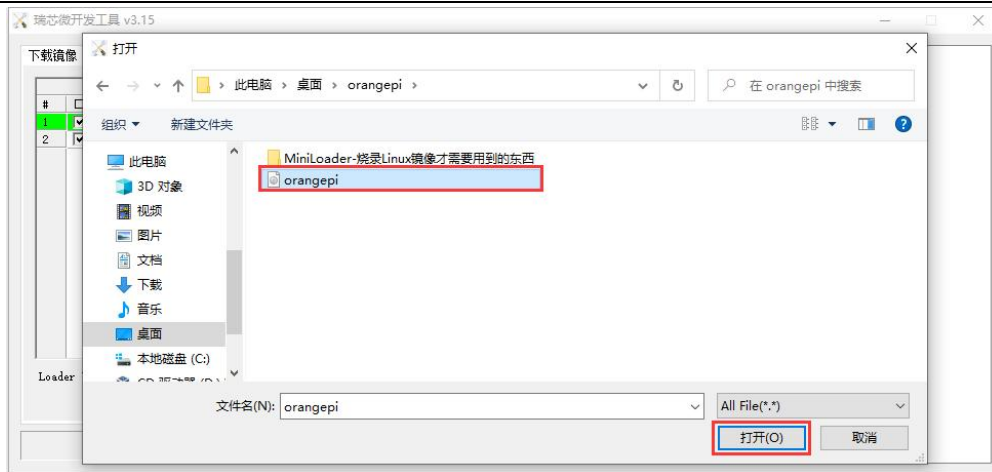 瑞芯微开发工具 v3.15
下载镜像
打开
此电脑 › 桌面 › orangepi ›
在 orangepi 中搜索
组织
新建文件夹
#
1
2
此电脑
3D 对象
视频
图片
文档
下载
音乐
桌面
本地磁盘 (C:)
MiniLoader-烧录Linux镜像才需要用到的东西
orangepi
Loader
文件名(N): orangepi
All File(*.*)
打开(O)
取消